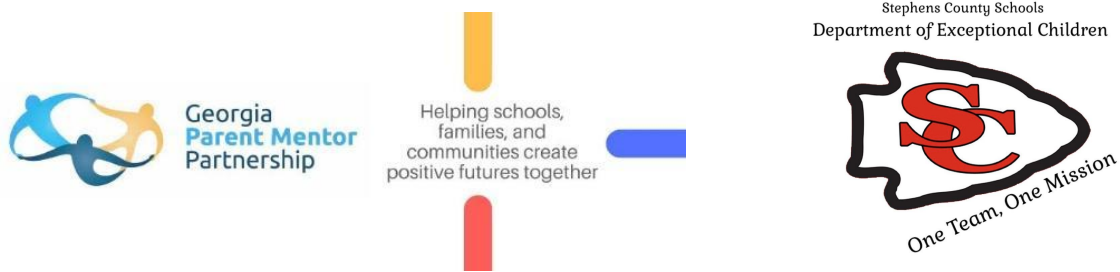 Georgia
Parent Mentor
Partnership
Helping schools,
families, and
communities create
positive futures together
Stephens County Schools
Department of Exceptional Children
SC
One Team, One Mission